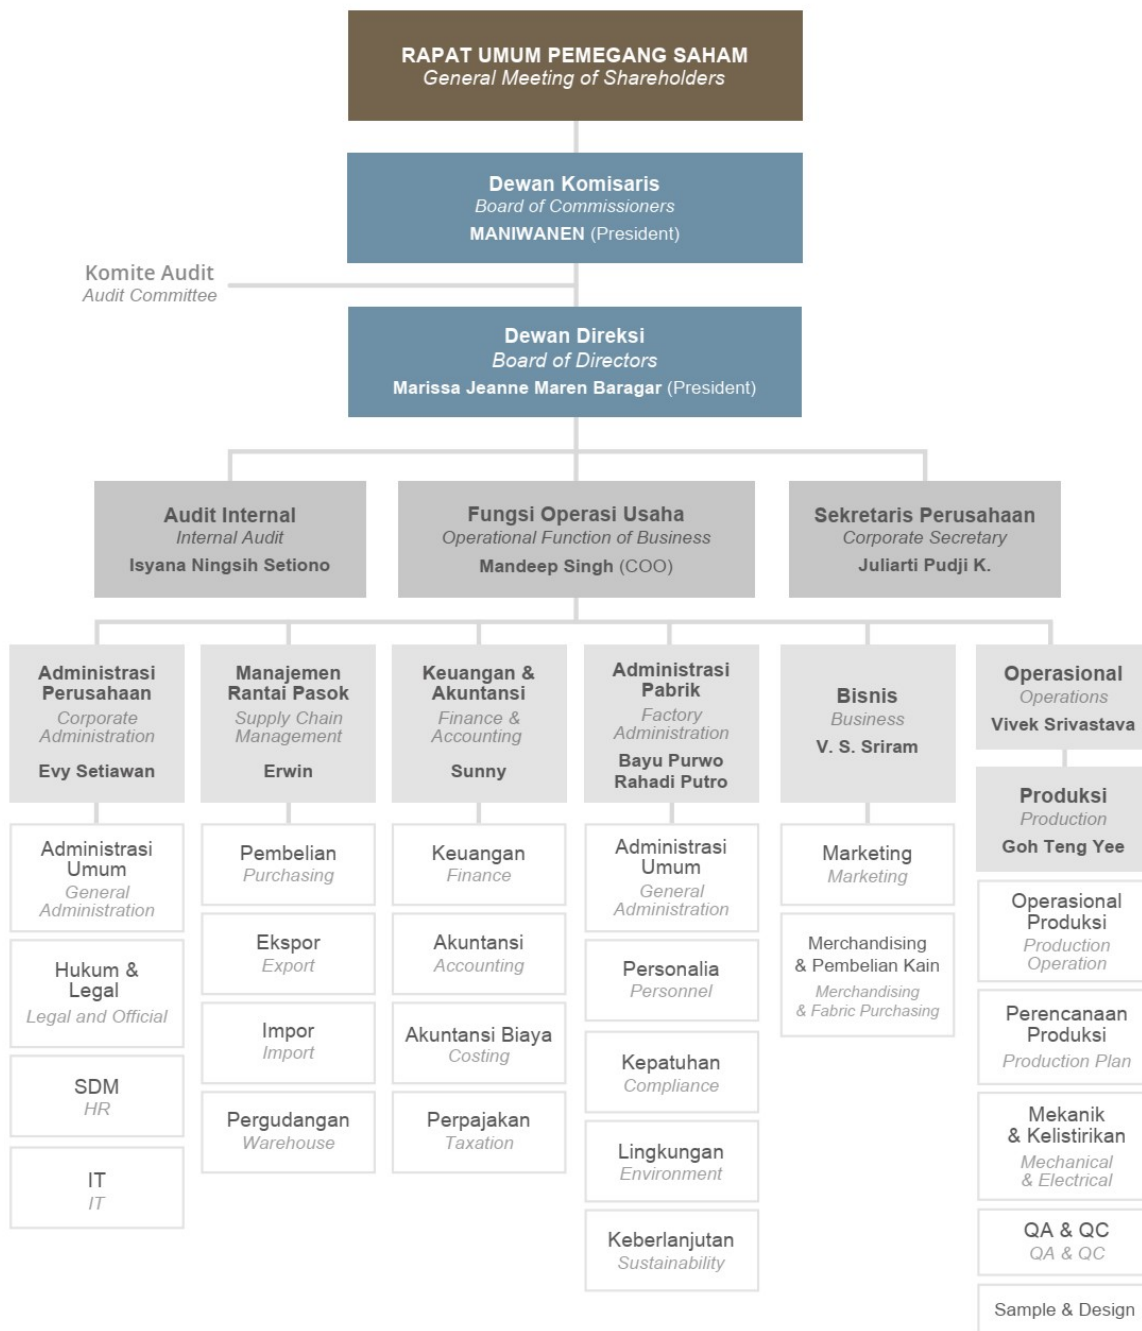 RAPAT UMUM PEMEGANG SAHAM
General Meeting of Shareholders
Dewan Komisaris
Board of Commissioners
MANIWANEN (President)
Komite Audit
Audit Committee
Dewan Direksi
Board of Directors
Marissa Jeanne Maren Baragar (President)
Audit Internal
Internal Audit
Isyana Ningsih Setiono
Fungsi Operasi Usaha
Operational Function of Business
Mandeep Singh (COO)
Sekretaris Perusahaan
Corporate Secretary
Juliarti Pudji K.
Administrasi
Perusahaan
Corporate
Administration
Evy Setiawan
Administrasi
Umum
General
Administration
Hukum &
Legal
Legal and Official
SDM
HR
IT
IT
Manajemen
Rantai Pasok
Supply Chain
Management
Erwin
Pembelian
Purchasing
Ekspor
Export
Impor
Import
Pergudangan
Warehouse
Keuangan &
Akuntansi
Finance &
Accounting
Sunny
Keuangan
Finance
Akuntansi
Accounting
Akuntansi Biaya
Costing
Perpajakan
Taxation
Administrasi
Pabrik
Factory
Administration
Bayu Purwo
Rahadi Putro
Administrasi
Umum
General
Administration
Personalia
Personnel
Kepatuhan
Compliance
Lingkungan
Environment
Keberlanjutan
Sustainability
Bisnis
Business
V. S. Sriram
Marketing
Marketing
Merchandising
& Pembelian Kain
Merchandising
& Fabric Purchasing
Operasional
Operations
Vivek Srivastava
Produksi
Production
Goh Teng Yee
Operasional
Produksi
Production
Operation
Perencanaan
Produksi
Production Plan
Mekanik
& Kelistirikan
Mechanical
& Electrical
QA & QC
QA & QC
Sample & Design